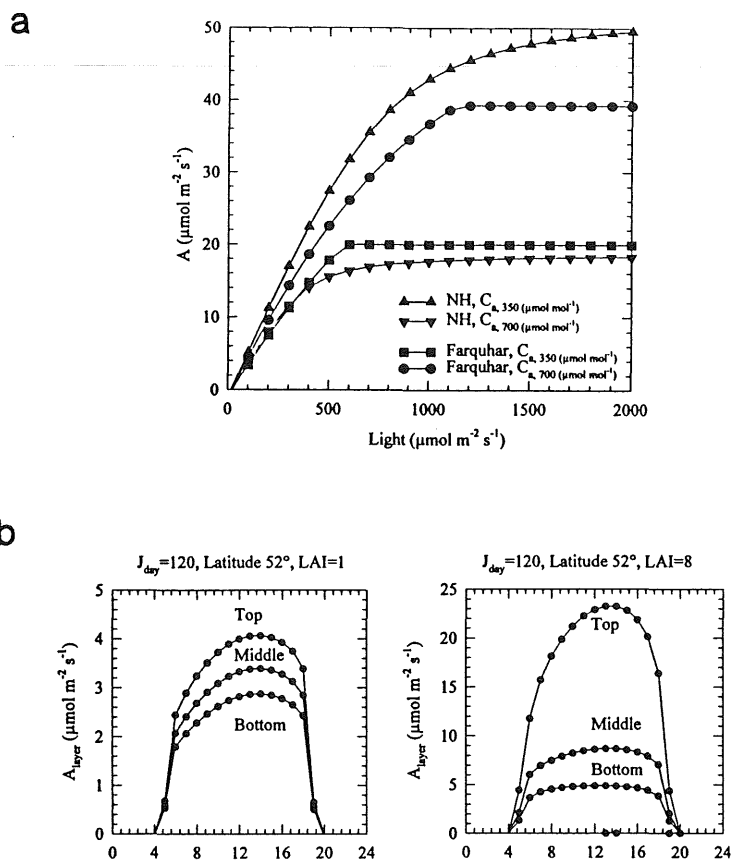 a
50
40
30
20
10
0
A (μmol m⁻² s⁻¹)
NH, Cₐ, 350 (μmol mol⁻¹)
NH, Cₐ, 700 (μmol mol⁻¹)
Farquhar, Cₐ, 350 (μmol mol⁻¹)
Farquhar, Cₐ, 700 (μmol mol⁻¹)
0 500 1000 1500 2000
Light (μmol m⁻² s⁻¹)
b
J_day=120, Latitude 52°, LAI=1
5
4
3
2
1
0
A_layer (μmol m⁻² s⁻¹)
Top
Middle
Bottom
0 4 8 12 16 20 24
J_day=120, Latitude 52°, LAI=8
25
20
15
10
5
0
A_layer (μmol m⁻² s⁻¹)
Top
Middle
Bottom
0 4 8 12 16 20 24